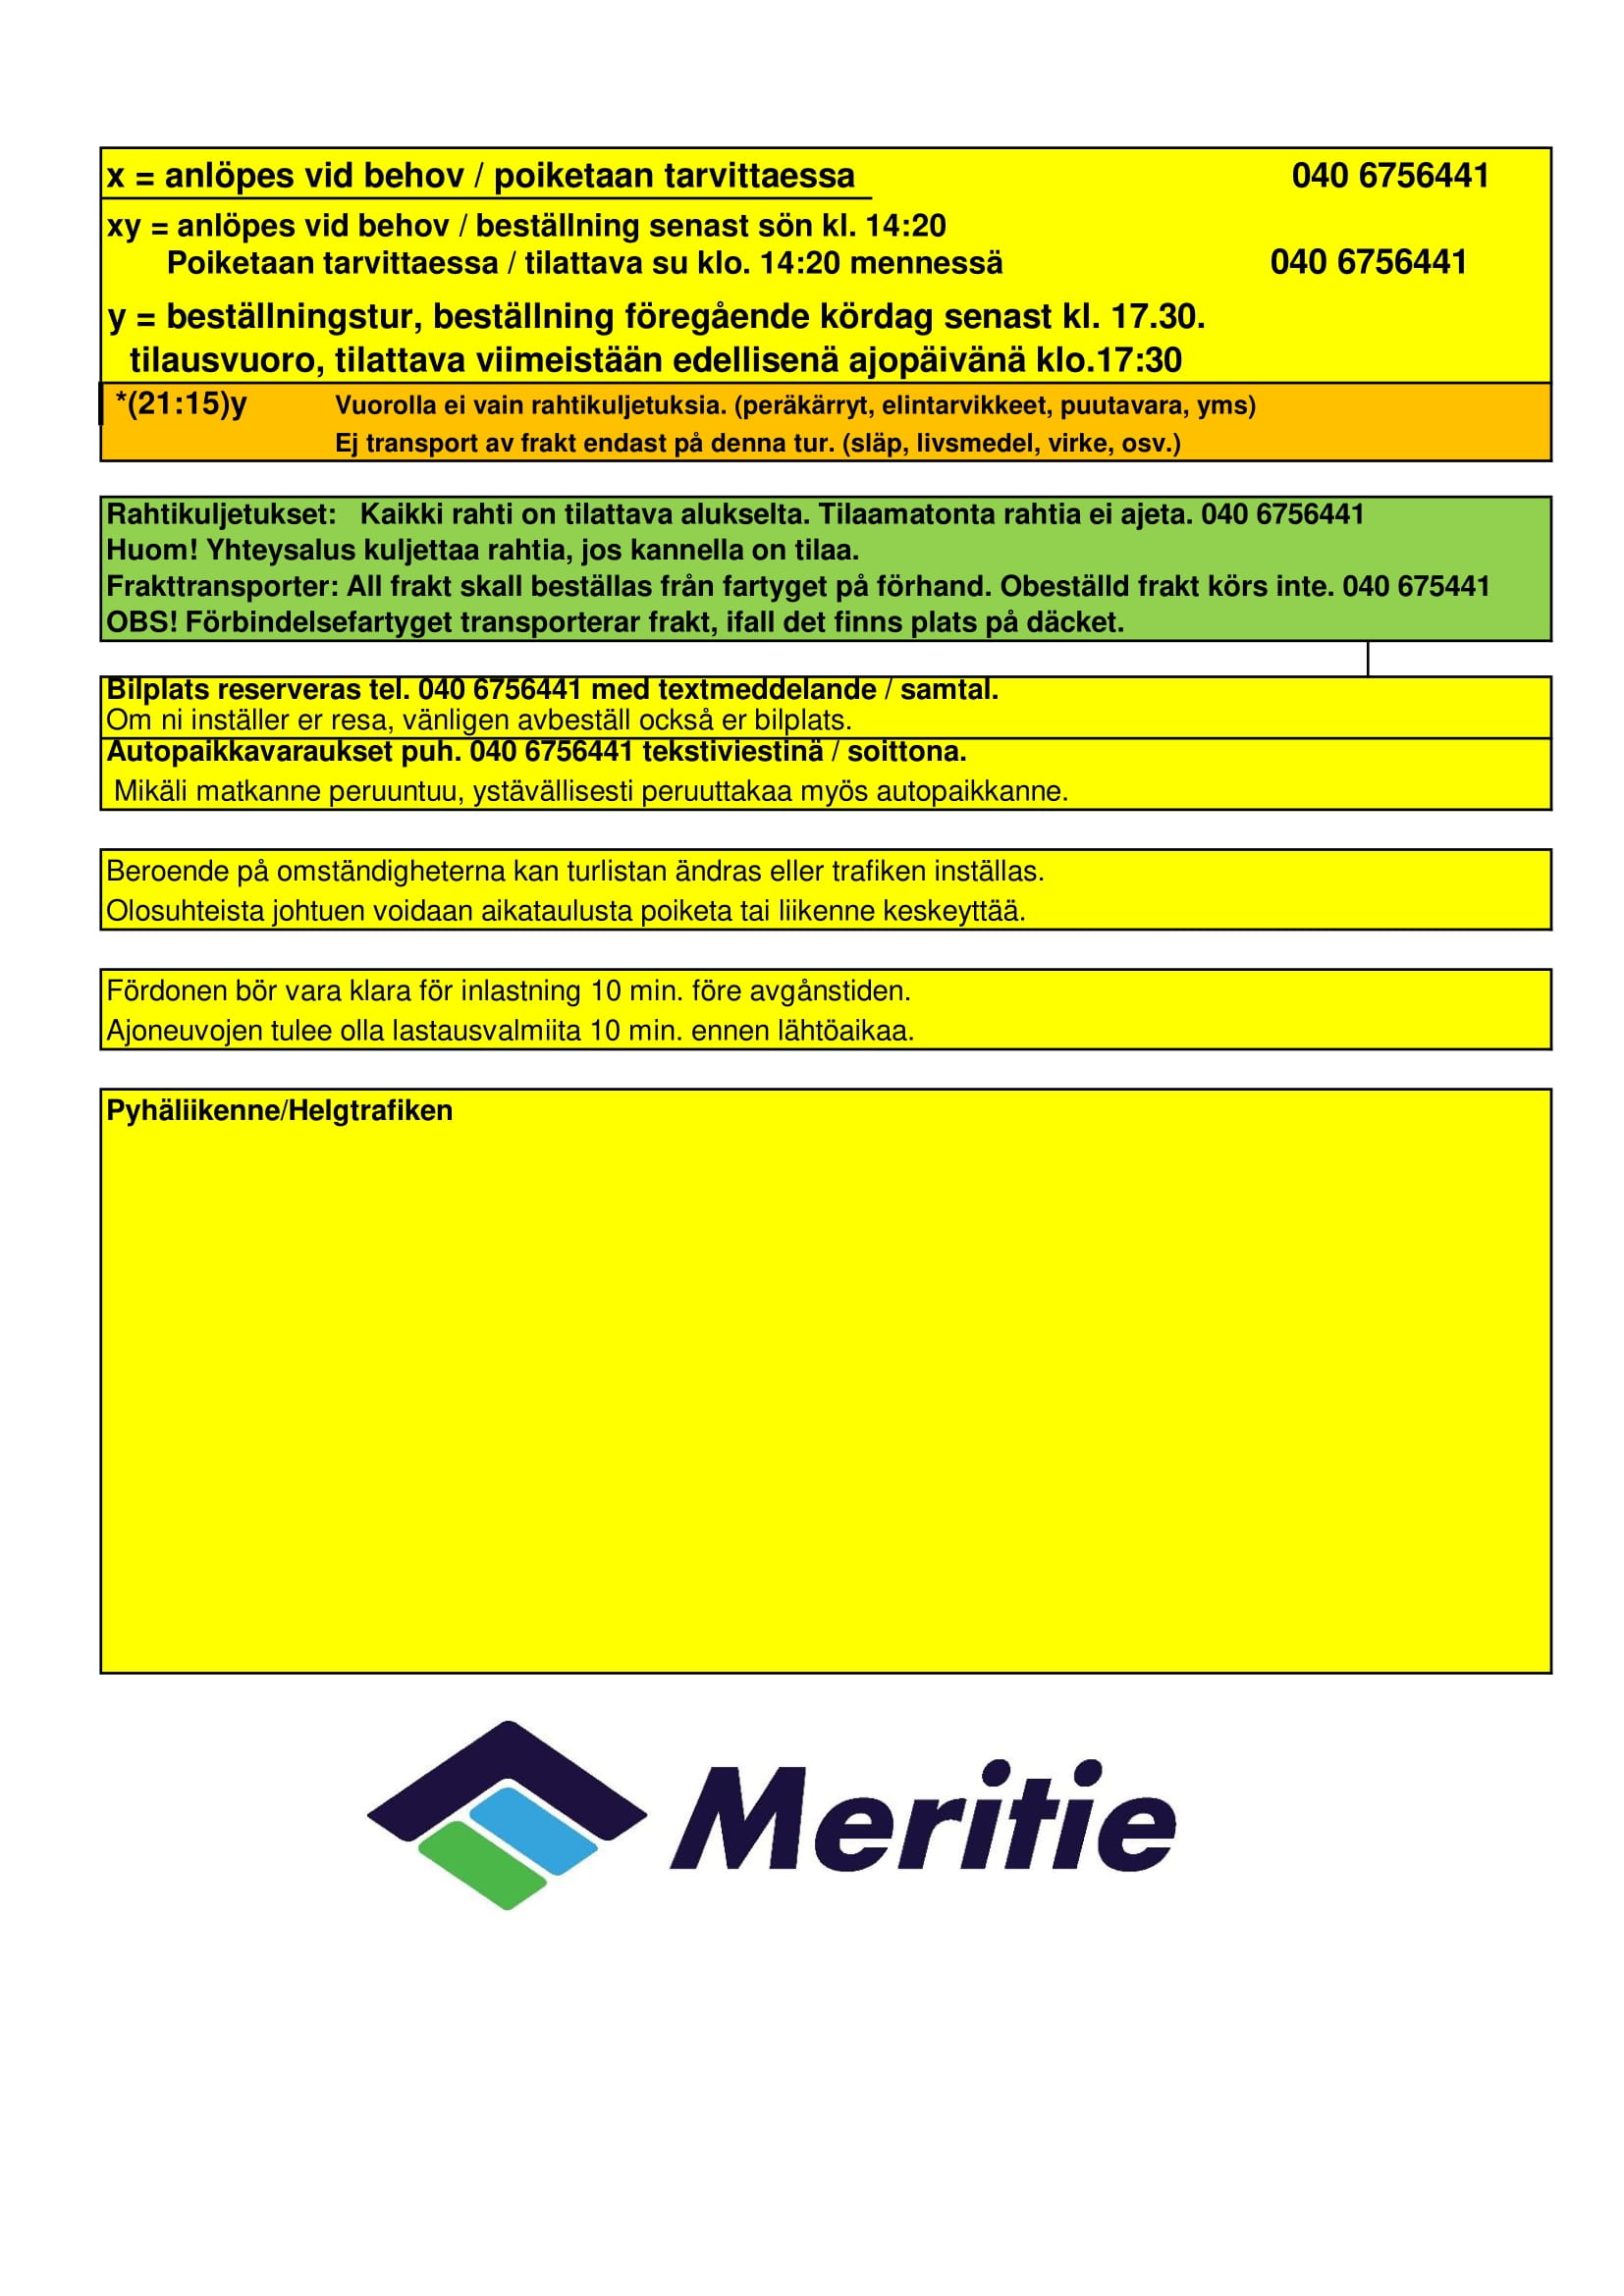 x = anlöpes vid behov / poiketaan tarvittaessa 040 6756441
xy = anlöpes vid behov / beställning senast sön kl. 14:20
Poiketaan tarvittaessa / tilattava su klo. 14:20 mennessä 040 6756441
y = beställningstur, beställning föregående kördag senast kl. 17.30.
tilausvuoro, tilattava viimeistään edellisenä ajopäivänä klo.17:30
*(21:15)y Vuorolla ei vain rahtikuljetuksia. (peräkärryt, elintarvikkeet, puutavara, yms)
Ej transport av frakt endast på denna tur. (släp, livsmedel, virke, osv.)
Rahtikuljetukset: Kaikki rahti on tilattava alukselta. Tilaamatonta rahtia ei ajeta. 040 6756441
Huom! Yhteysalus kuljettaa rahtia, jos kannella on tilaa.
Frakttransporter: All frakt skall beställas från fartyget på förhand. Obeställd frakt körs inte. 040 675441
OBS! Förbindelsefartyget transporterar frakt, ifall det finns plats på däcket.
Bilplats reserveras tel. 040 6756441 med textmeddelande / samtal.
Om ni inställer er resa, vänligen avbeställ också er bilplats.
Autopaikkavaraukset puh. 040 6756441 tekstiviestinä / soittona.
Mikäli matkanne peruuntuu, ystävällisesti peruuttakaa myös autopaikkanne.
Beroende på omständigheterna kan turlistan ändras eller trafiken inställas.
Olosuhteista johtuen voidaan aikataulusta poiketa tai liikenne keskeyttää.
Fördonen bör vara klara för inlastning 10 min. före avgånstiden.
Ajoneuvojen tulee olla lastausvalmiita 10 min. ennen lähtöaikaa.
Pyhäliikenne/Helgtrafiken
Meritie